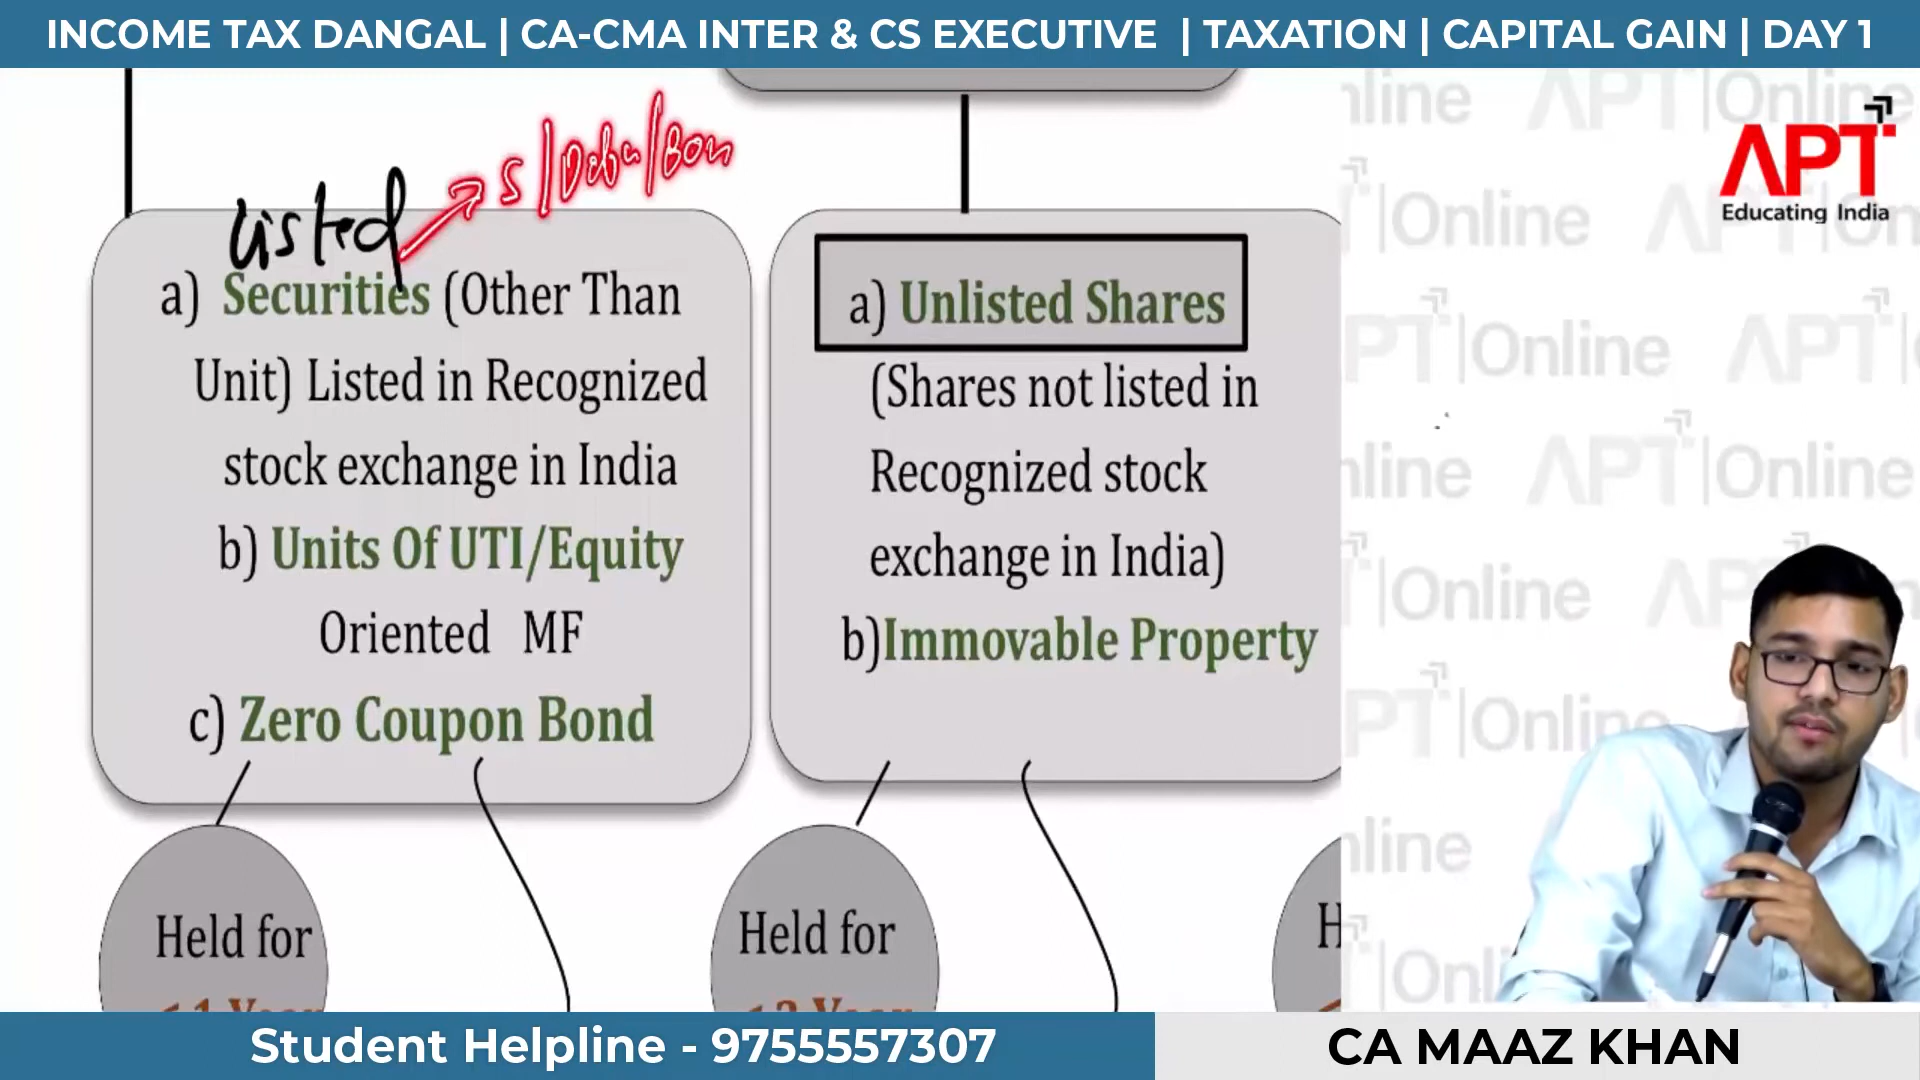 INCOME TAX DANGAL | CA-CMA INTER & CS EXECUTIVE | TAXATION | CAPITAL GAIN | DAY 1
APT
Educating India
Listed
S/Deb/Bon
a) Securities (Other Than
Unit) Listed in Recognized
stock exchange in India
b) Units Of UTI/Equity
Oriented MF
c) Zero Coupon Bond
a) Unlisted Shares
(Shares not listed in
Recognized stock
exchange in India)
b)Immovable Property
Held for
Held for
H
APT|Online
Student Helpline - 9755557307
CA MAAZ KHAN